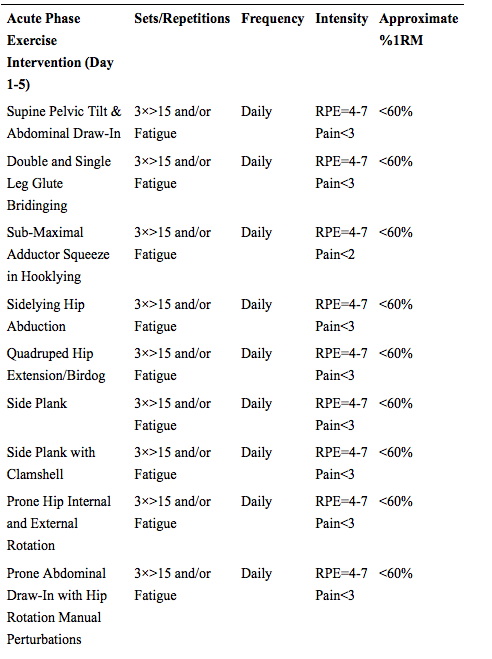 Acute Phase Sets/Repetitions Frequency Intensity Approximate
Exercise %1RM
Intervention (Day
1-5)
Supine Pelvic Tilt & 3×>15 and/or Daily RPE=4-7 <60%
Abdominal Draw-In Fatigue Pain<3
Double and Single 3×>15 and/or Daily RPE=4-7 <60%
Leg Glute Fatigue Pain<3
Bridinging
Sub-Maximal 3×>15 and/or Daily RPE=4-7 <60%
Adductor Squeeze Fatigue Pain<2
in Hooklying
Sidelying Hip 3×>15 and/or Daily RPE=4-7 <60%
Abduction Fatigue Pain<3
Quadruped Hip 3×>15 and/or Daily RPE=4-7 <60%
Extension/Birdog Fatigue Pain<3
Side Plank 3×>15 and/or Daily RPE=4-7 <60%
Fatigue Pain<3
Side Plank with 3×>15 and/or Daily RPE=4-7 <60%
Clamshell Fatigue Pain<3
Prone Hip Internal 3×>15 and/or Daily RPE=4-7 <60%
and External Fatigue Pain<3
Rotation
Prone Abdominal 3×>15 and/or Daily RPE=4-7 <60%
Draw-In with Hip Fatigue Pain<3
Rotation Manual
Perturbations